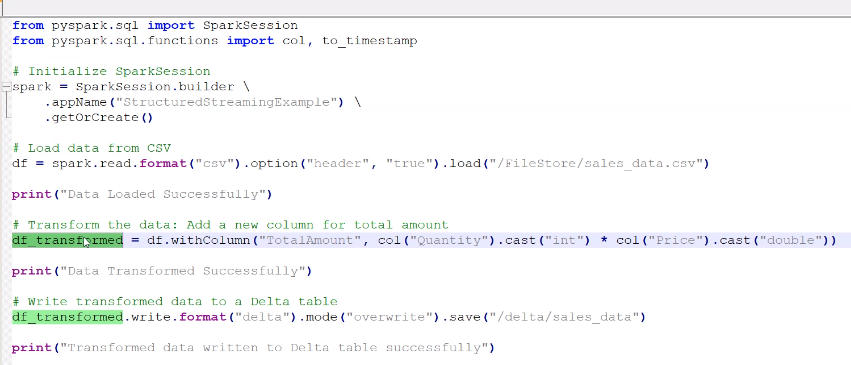 from pyspark.sql import SparkSession
from pyspark.sql.functions import col, to_timestamp
# Initialize SparkSession
spark = SparkSession.builder \
.appName("StructuredStreamingExample") \
.getOrCreate()
# Load data from CSV
df = spark.read.format("csv").option("header", "true").load("/FileStore/sales_data.csv")
print("Data Loaded Successfully")
# Transform the data: Add a new column for total amount
df_transformed = df.withColumn("TotalAmount", col("Quantity").cast("int") * col("Price").cast("double"))
print("Data Transformed Successfully")
# Write transformed data to a Delta table
df_transformed.write.format("delta").mode("overwrite").save("/delta/sales_data")
print("Transformed data written to Delta table successfully")